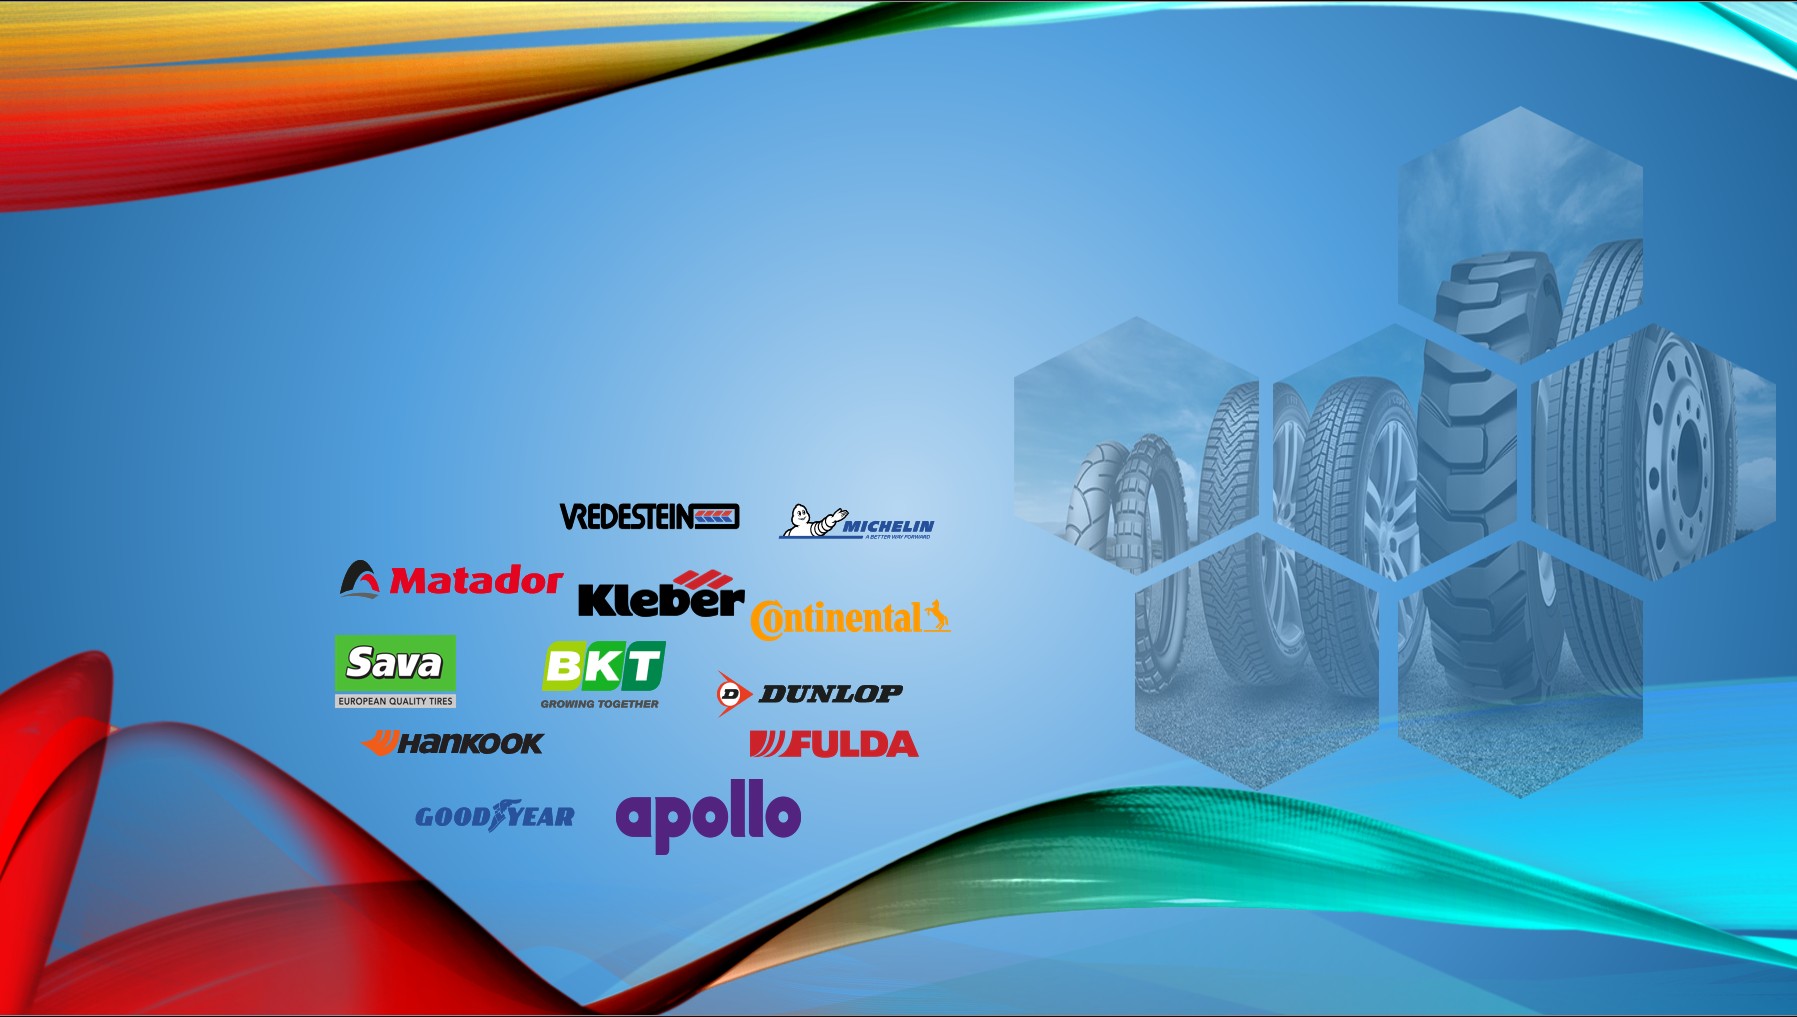 VREDESTEIN
MICHELIN
A BETTER WAY FORWARD
Matador
Kleber
Continental
Sava
EUROPEAN QUALITY TIRES
BKT
GROWING TOGETHER
D DUNLOP
HANKOOK
FULDA
GOODYEAR
apollo